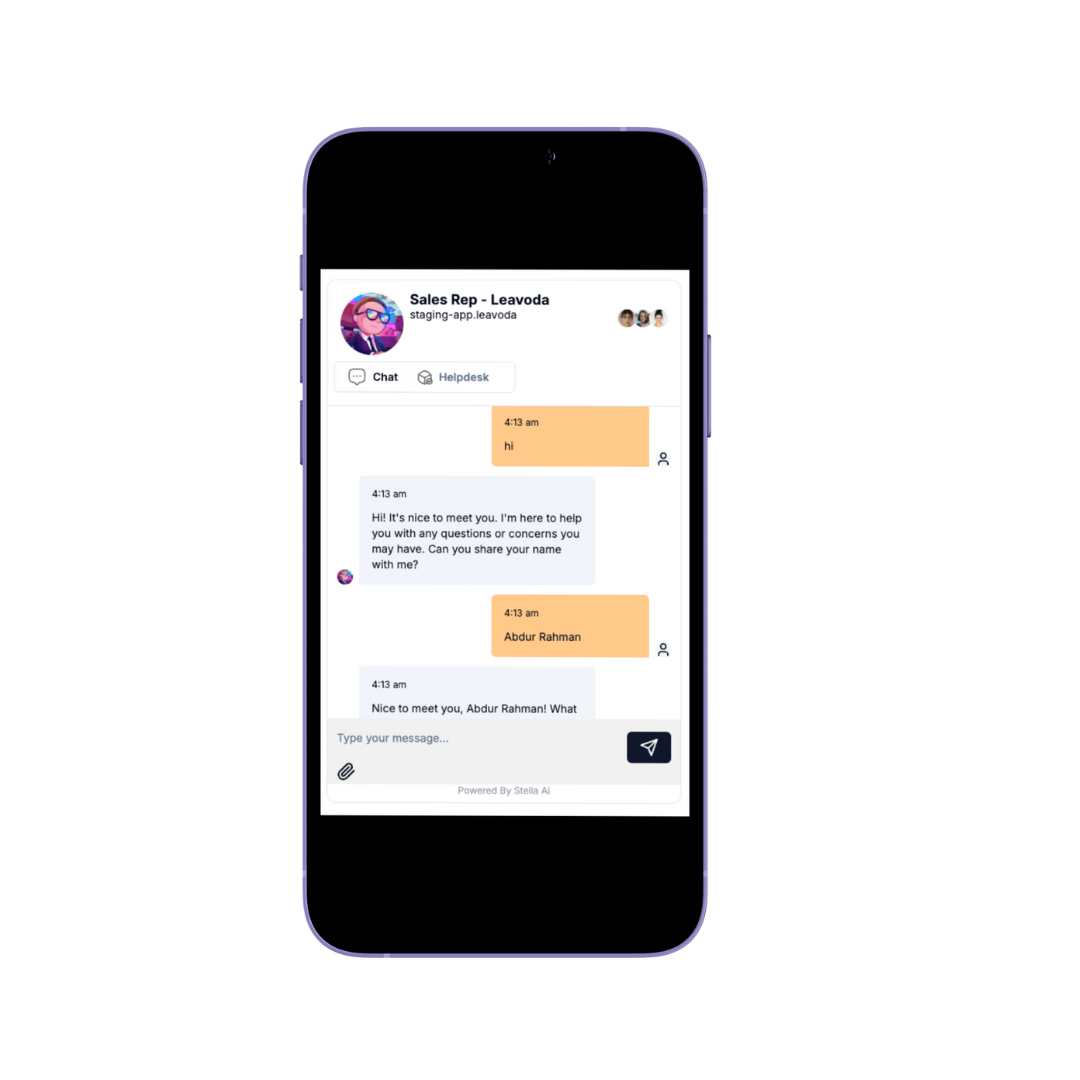 Sales Rep - Leavoda
staging-app.leavoda
Chat
Helpdesk
4:13 am
hi
4:13 am
Hi! It's nice to meet you. I'm here to help
you with any questions or concerns you
may have. Can you share your name
with me?
4:13 am
Abdur Rahman
4:13 am
Nice to meet you, Abdur Rahman! What
Type your message...
Powered By Stella Ai